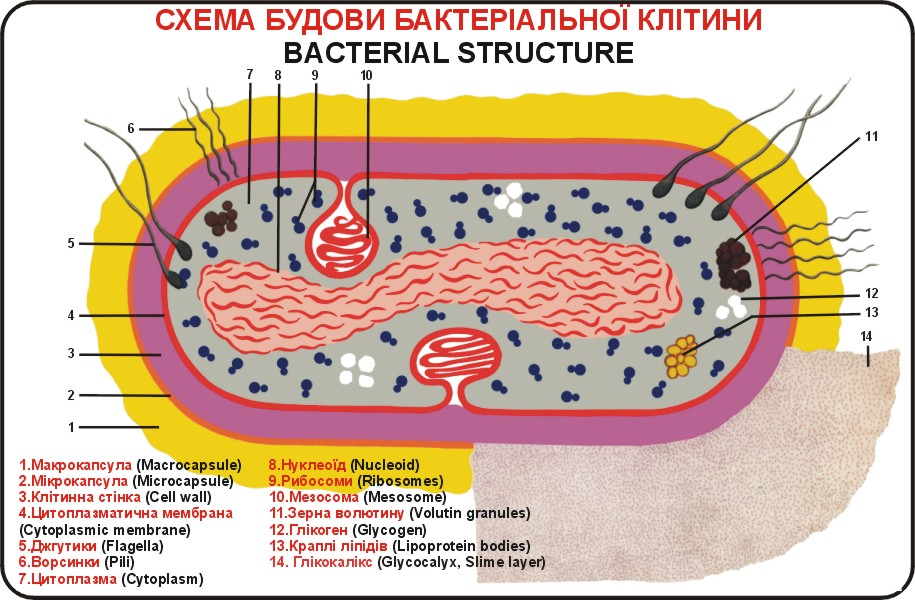 СХЕМА БУДОВИ БАКТЕРІАЛЬНОЇ КЛІТИНИ
BACTERIAL STRUCTURE
7 8 9 10
6
11
5
12
4
13
14
3
2
1
1.Макрокапсула (Macrocapsule)
2.Мікрокапсула (Microcapsule)
3.Клітинна стінка (Cell wall)
4.Цитоплазматична мембрана
(Cytoplasmic membrane)
5.Джгутики (Flagella)
6.Ворсинки (Pili)
7.Цитоплазма (Cytoplasm)
8.Нуклеоїд (Nucleoid)
9.Рибосоми (Ribosomes)
10.Мезосома (Mesosome)
11.Зерна волютину (Volutin granules)
12.Глікоген (Glycogen)
13.Краплі ліпідів (Lipoprotein bodies)
14. Глікокалікс (Glycocalyx, Slime layer)